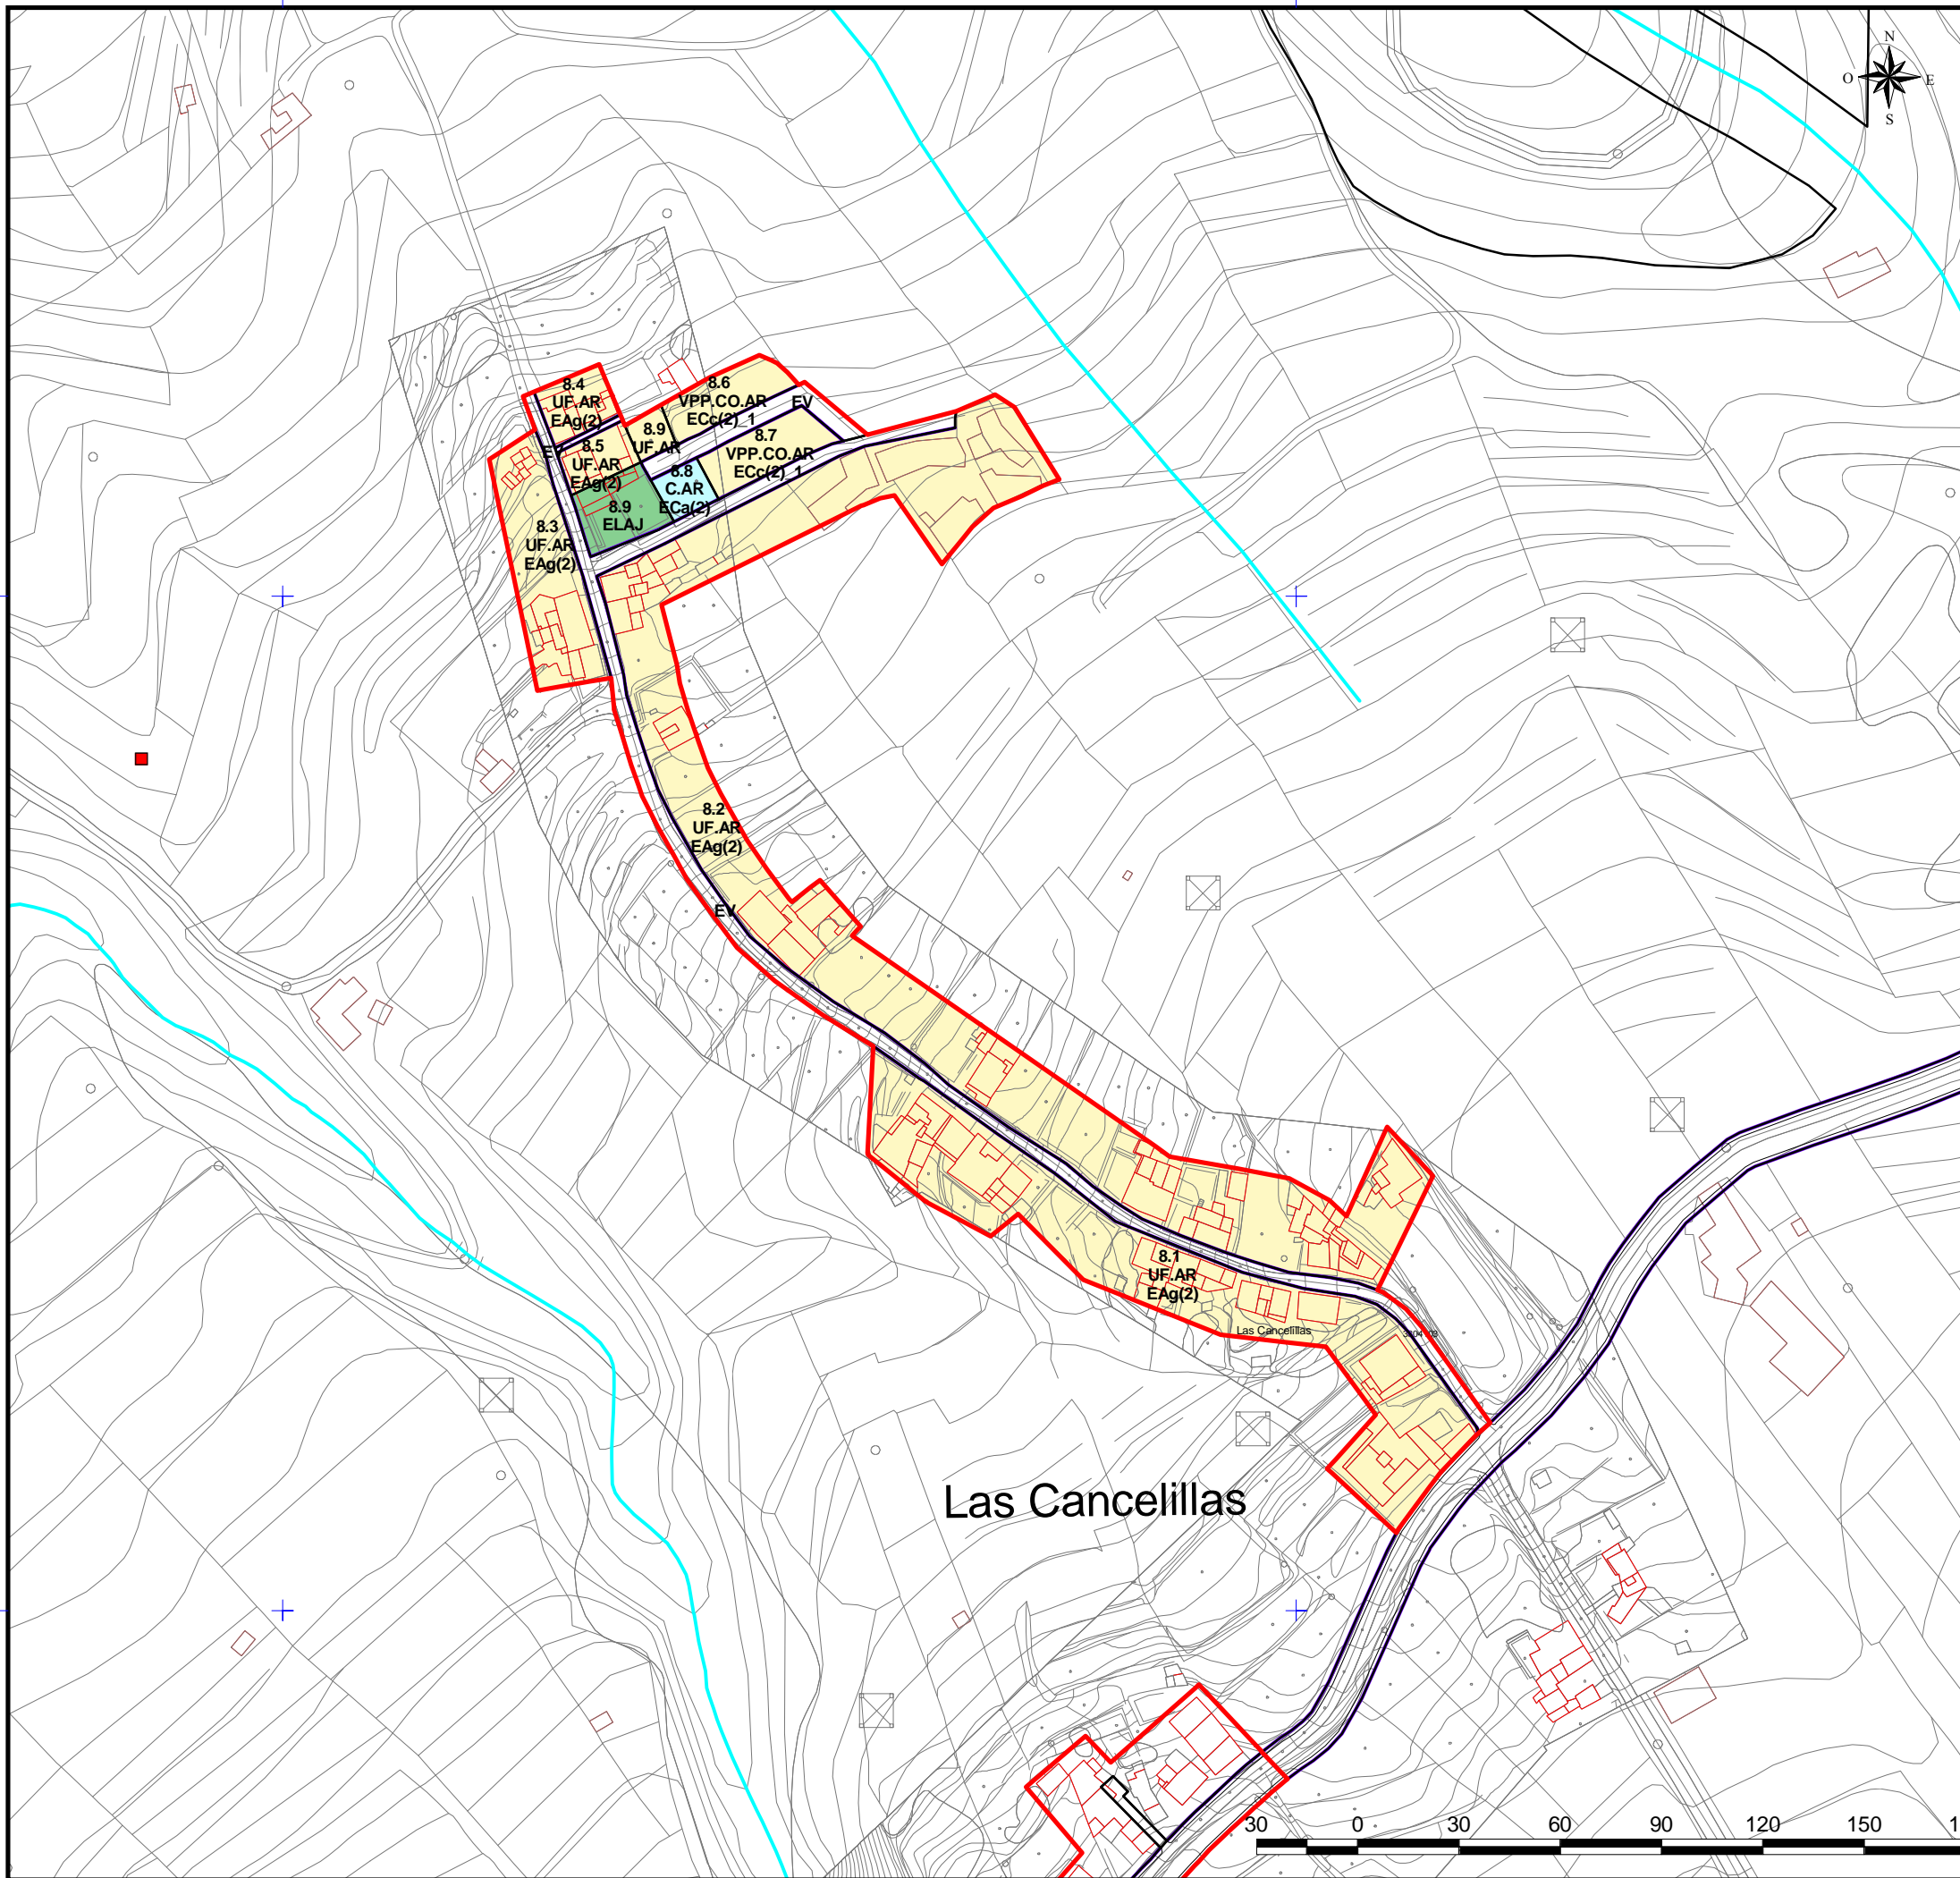 N
O E
S
8.4
UF.AR
EAg(2)
8.6
VPP.CO.AR
ECc(2)_1
EV
8.9
UF.AR
8.7
VPP.CO.AR
ECc(2)_1
8.5
UF.AR
EAg(2)
8.8
C.AR
ECa(2)
8.9
ELAJ
8.3
UF.AR
EAg(2)
8.2
UF.AR
EAg(2)
EV
8.1
UF.AR
EAg(2)
Las Cancelillas
Las Cancelillas
30 0 30 60 90 120 150